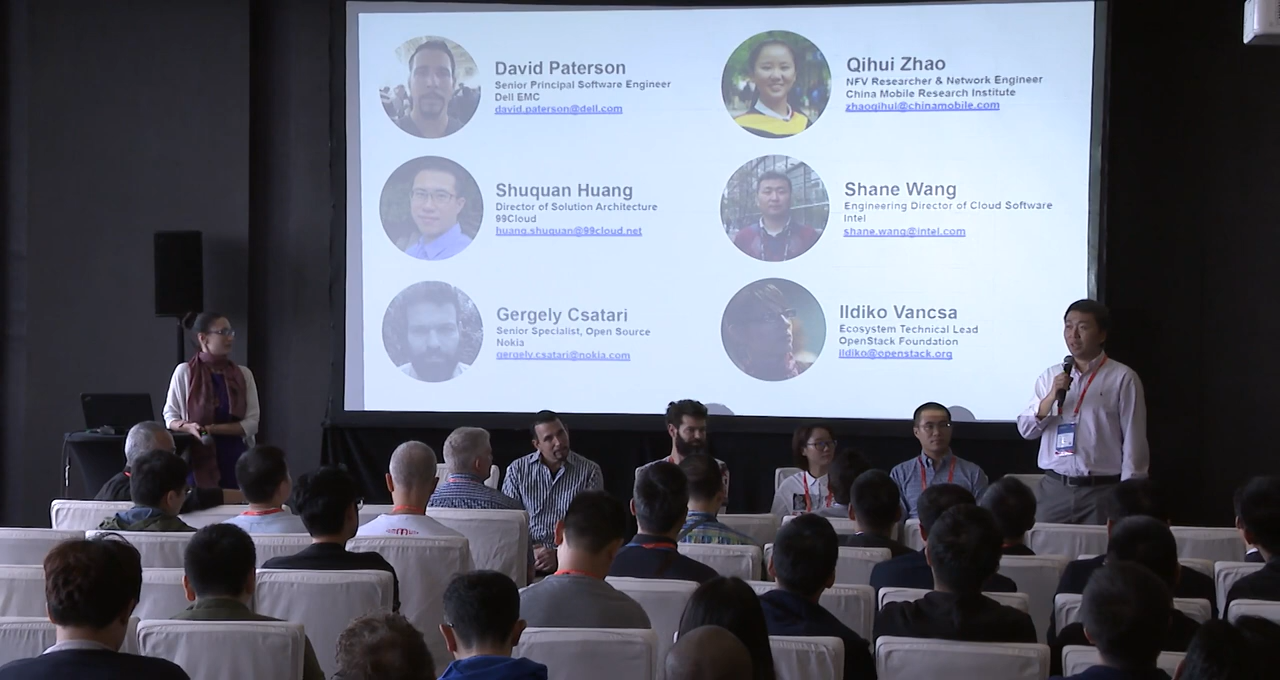 David Paterson
Senior Principal Software Engineer
Dell EMC
david.paterson@dell.com
Qihui Zhao
NFV Researcher & Network Engineer
China Mobile Research Institute
zhaoqihui@chinamobile.com
Shuquan Huang
Director of Solution Architecture
99Cloud
huang.shuquan@99cloud.net
Shane Wang
Engineering Director of Cloud Software
Intel
shane.wang@intel.com
Gergely Csatari
Senior Specialist, Open Source
Nokia
gergely.csatari@nokia.com
Ildiko Vancsa
Ecosystem Technical Lead
OpenStack Foundation
ildiko@openstack.org